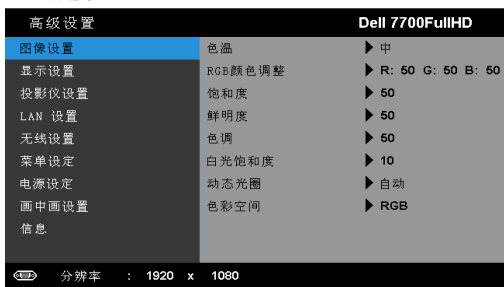 高级设置 Dell 7700FullHD
图像设置 色温 ▶ 中
显示设置 RGB颜色调整 ▶ R: 50 G: 50 B: 50
投影仪设置 饱和度 ▶ 50
LAN 设置 鲜明度 ▶ 50
无线设置 色调 ▶ 50
菜单设定 白光饱和度 ▶ 10
电源设定 动态光圈 ▶ 自动
画中画设置 色彩空间 ▶ RGB
信息
分辨率 : 1920 x 1080